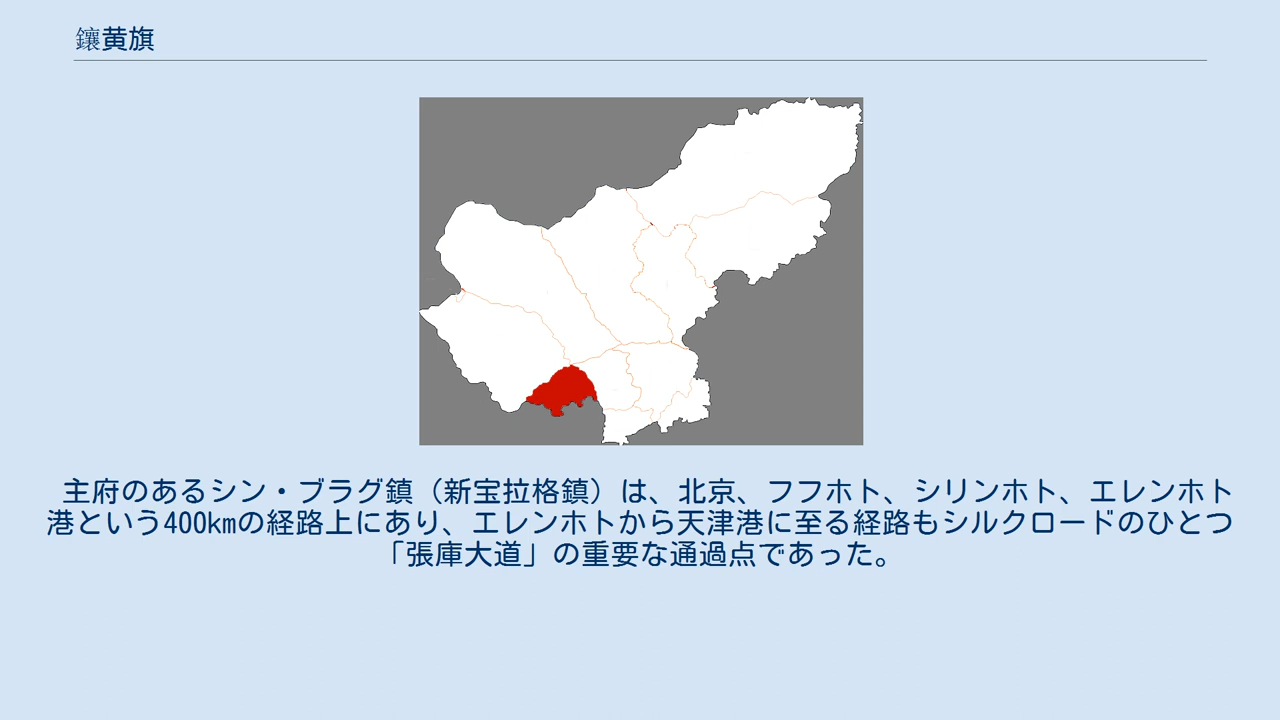 鑲黄旗
主府のあるシン・ブラグ鎮（新宝拉格鎮）は、北京、フフホト、シリンホト、エレンホト
港という400kmの経路上にあり、エレンホトから天津港に至る経路もシルクロードのひとつ
「張庫大道」の重要な通過点であった。